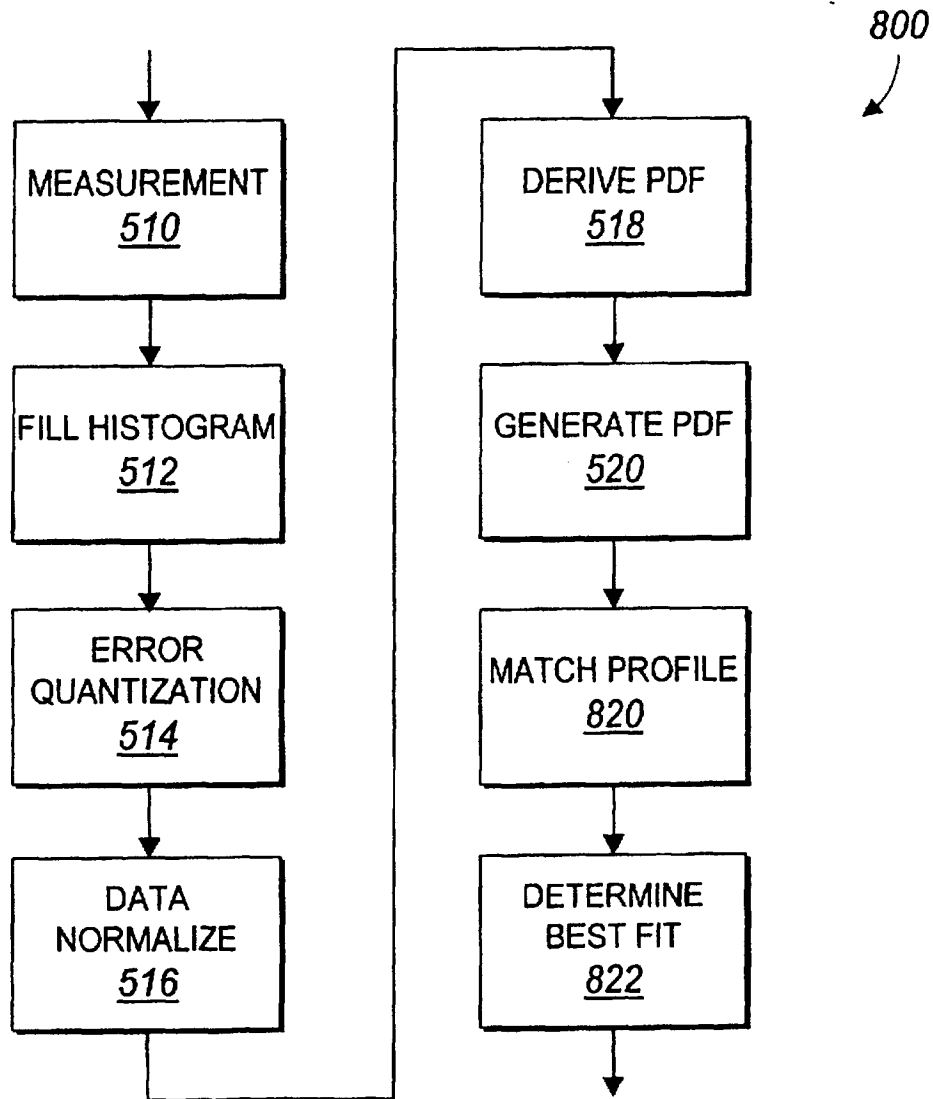 800
MEASUREMENT
510
FILL HISTOGRAM
512
ERROR
QUANTIZATION
514
DATA
NORMALIZE
516
DERIVE PDF
518
GENERATE PDF
520
MATCH PROFILE
820
DETERMINE
BEST FIT
822